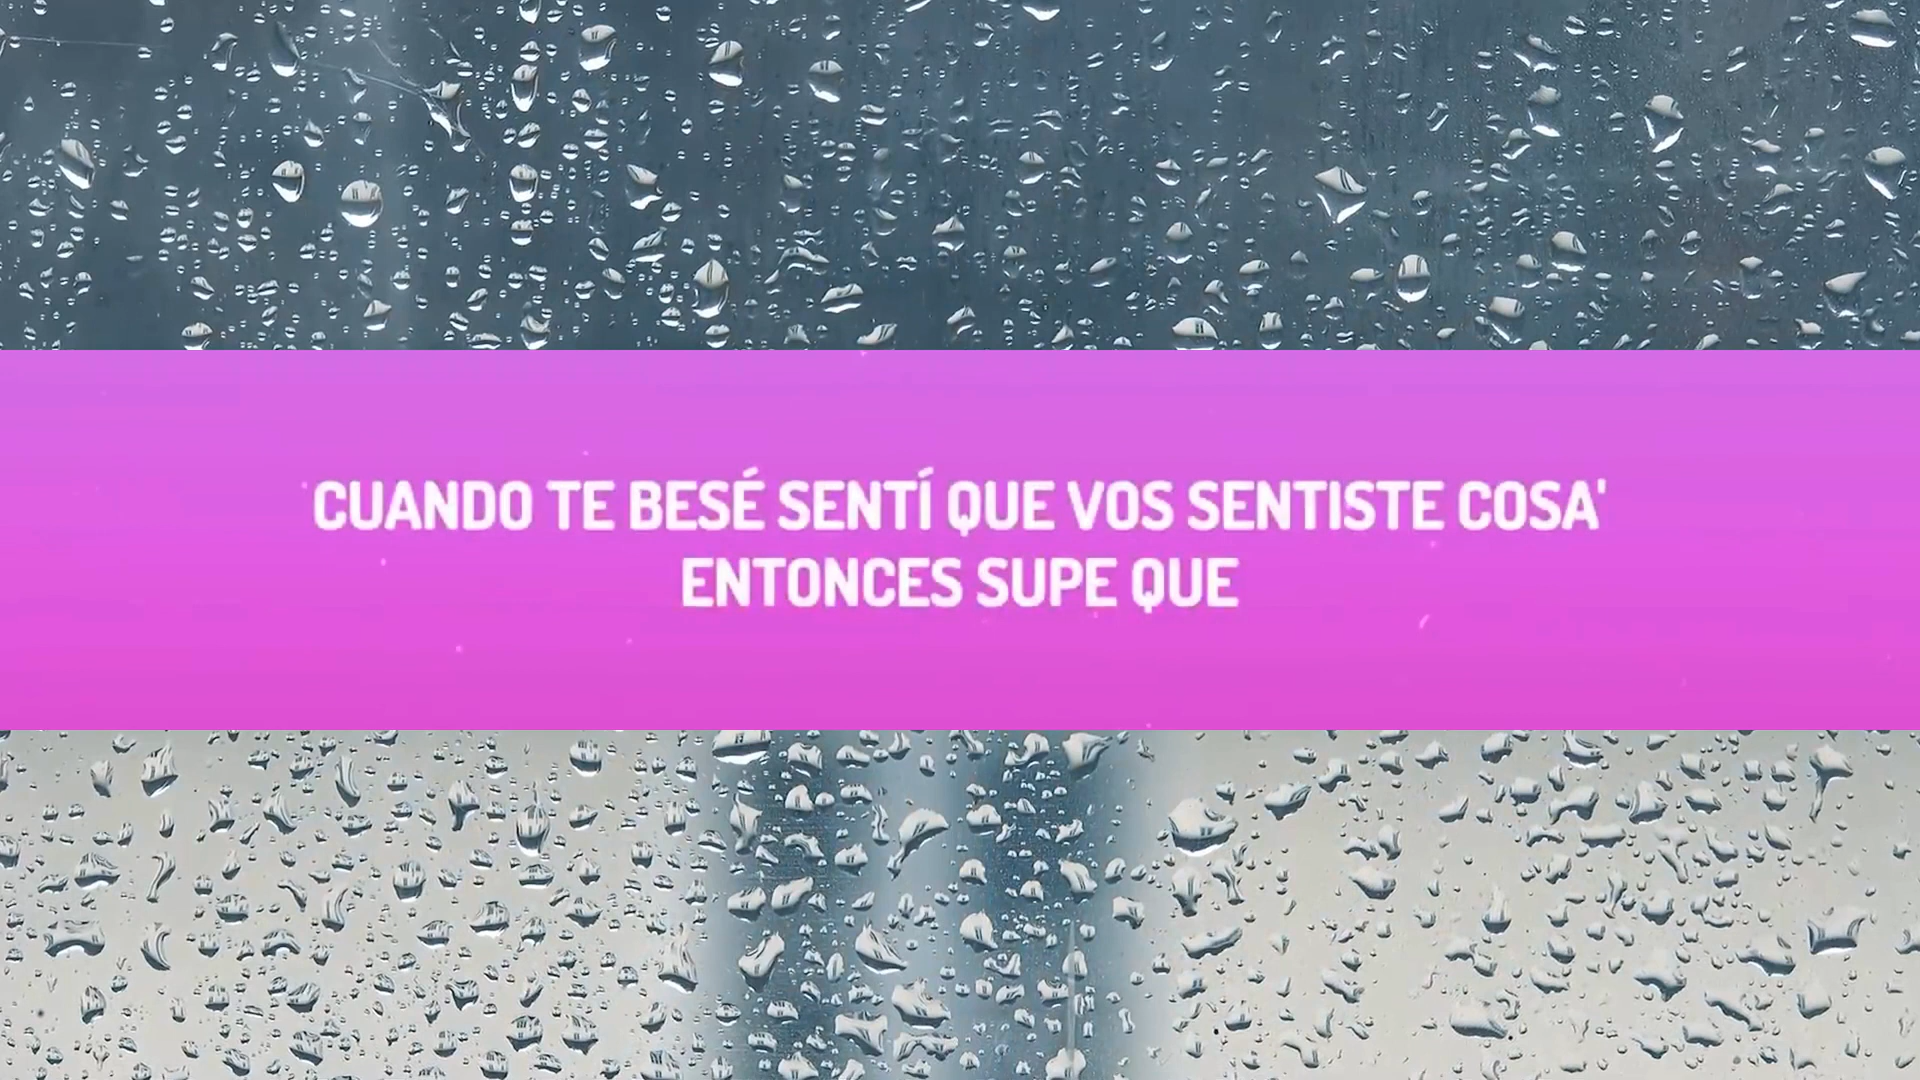 CUANDO TE BESÉ SENTÍ QUE VOS SENTISTE COSA'
ENTONCES SUPE QUE